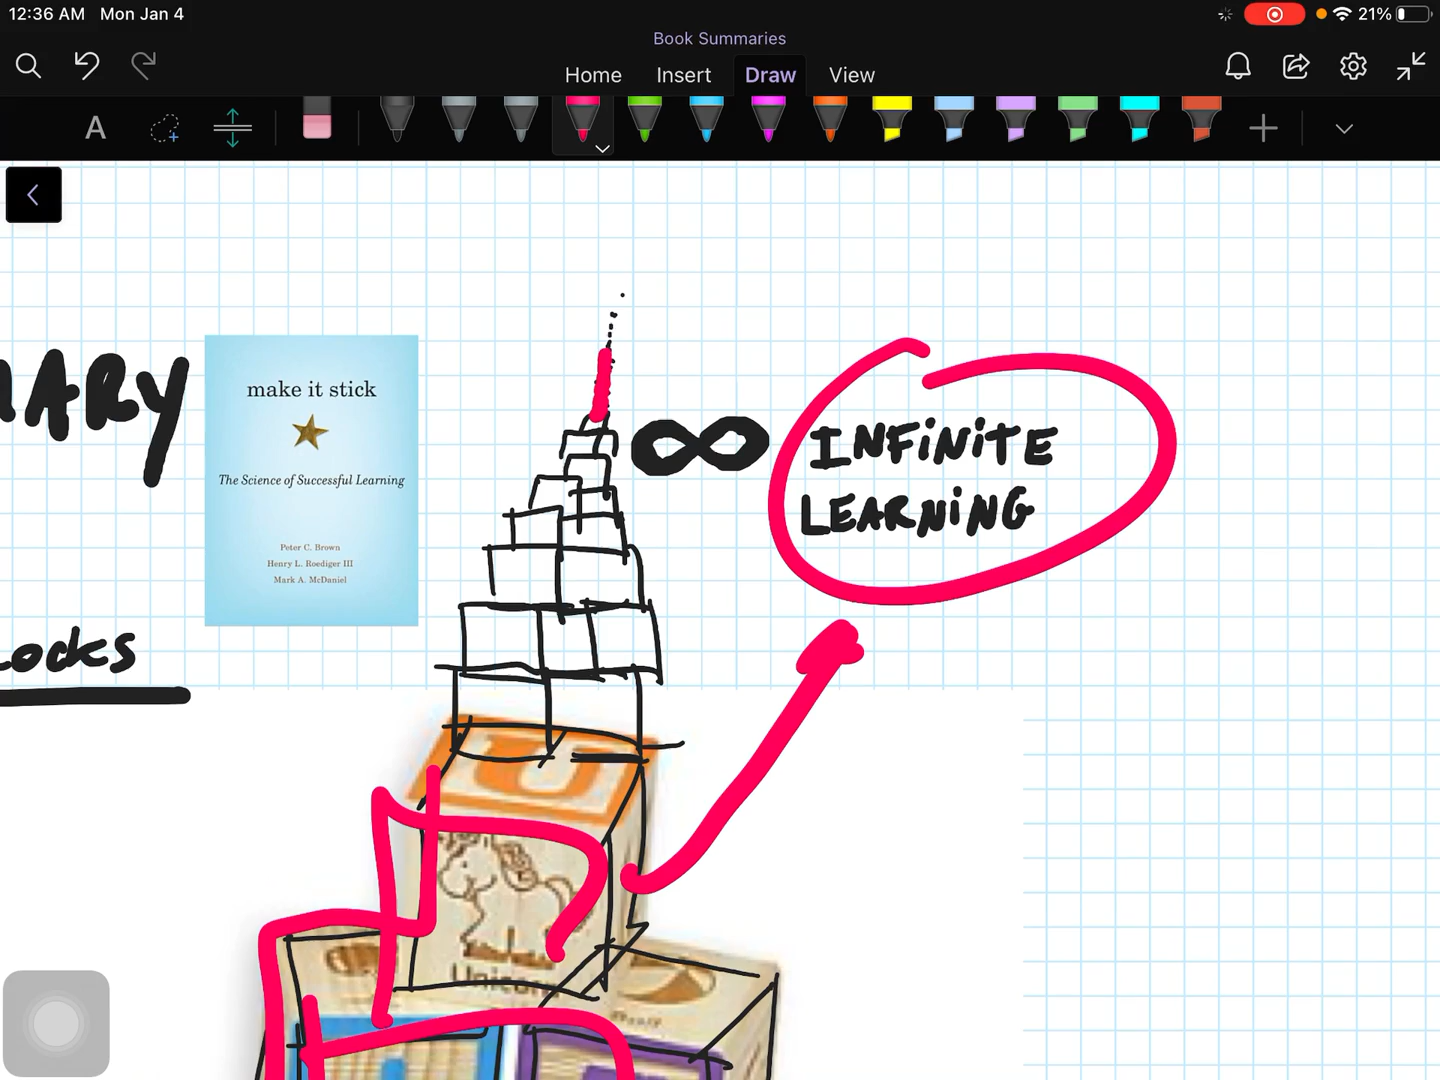 12:36 AM Mon Jan 4
21%
Book Summaries
Home Insert Draw View
A
make it stick
The Science of Successful Learning
Peter C. Brown
Henry L. Roediger III
Mark A. McDaniel
∞ INFiNiTE
LEARNiNG
U
Unicorn